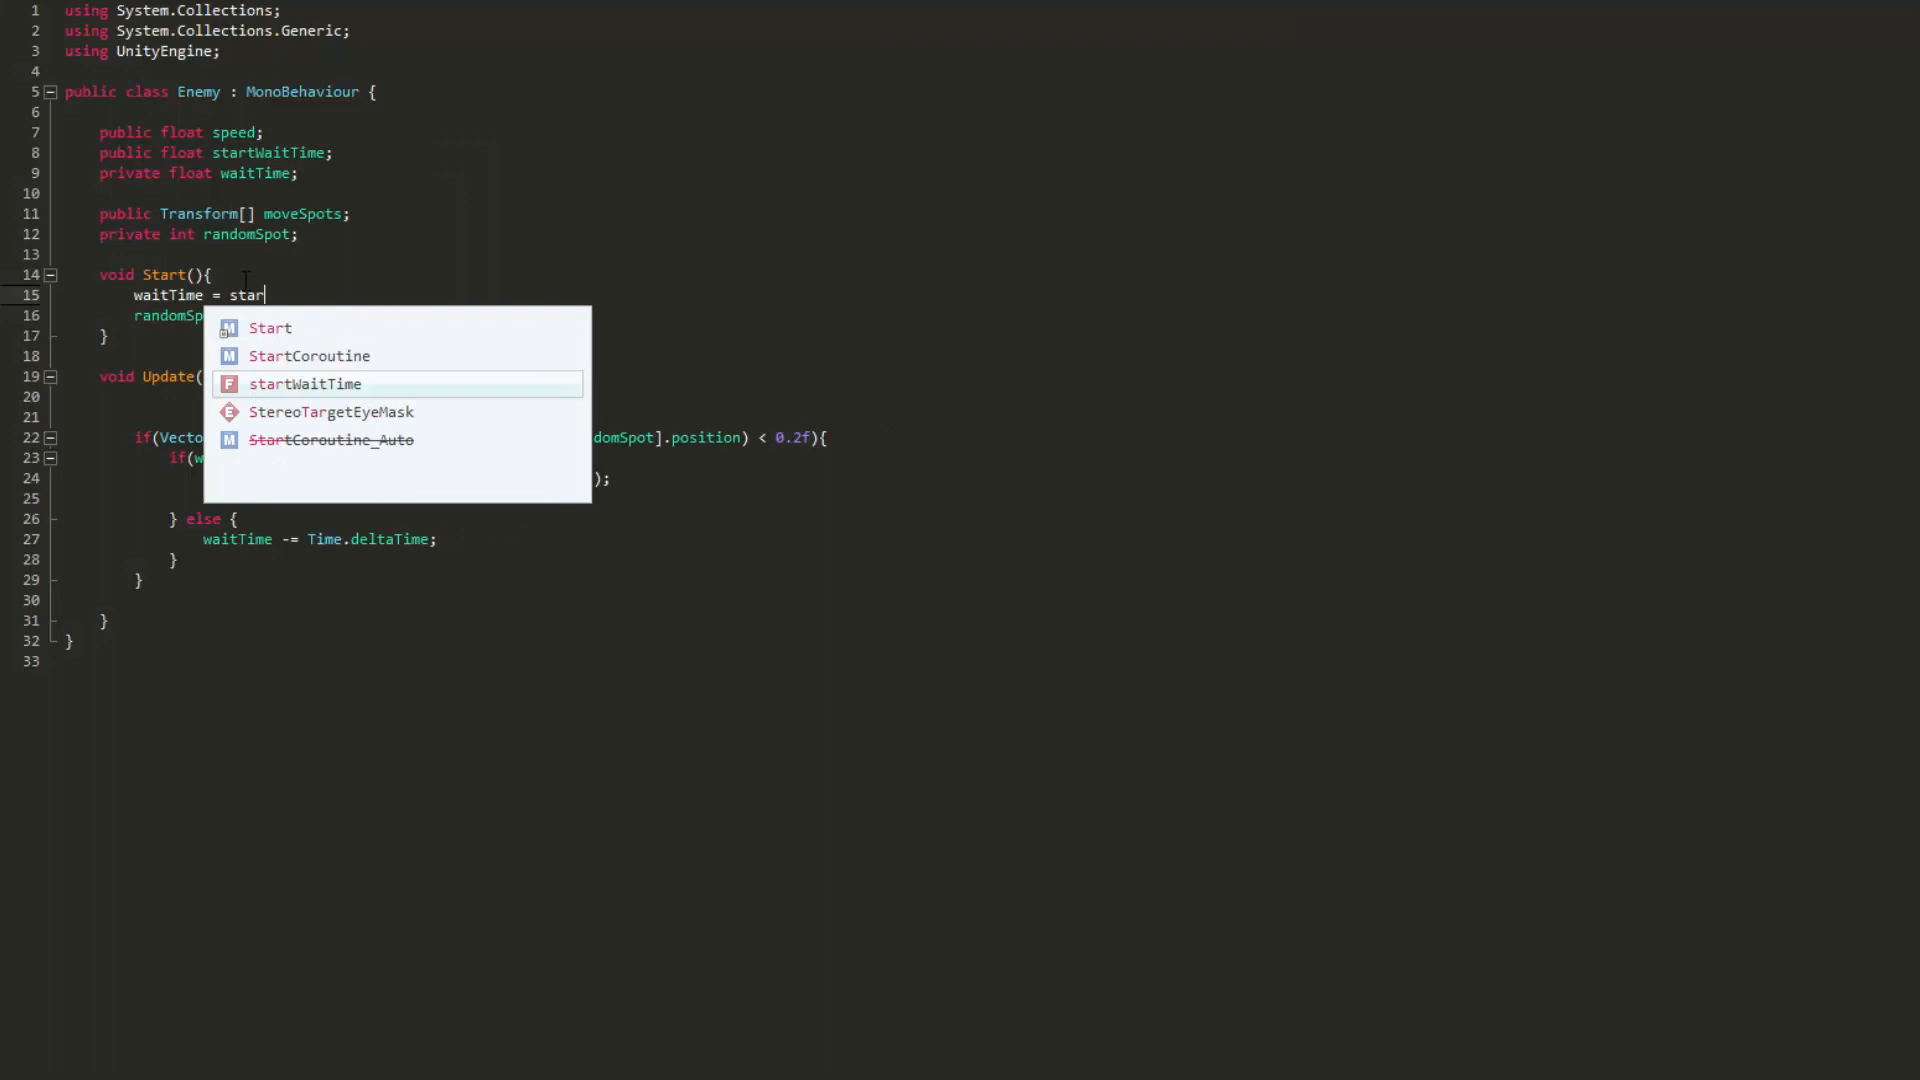 1 using System.Collections;
2 using System.Collections.Generic;
3 using UnityEngine;
4
5 public class Enemy : MonoBehaviour {
6
7 public float speed;
8 public float startWaitTime;
9 private float waitTime;
10
11 public Transform[] moveSpots;
12 private int randomSpot;
13
14 void Start(){
15 waitTime = star
16 randomSp
17 }
18
19 void Update(
20
21
22 if(Vecto
23 if(w
24
25
Start
StartCoroutine
startWaitTime
StereoTargetEyeMask
StartCoroutine_Auto
domSpot].position) < 0.2f){
);
26 } else {
27 waitTime -= Time.deltaTime;
28 }
29 }
30
31 }
32 }
33